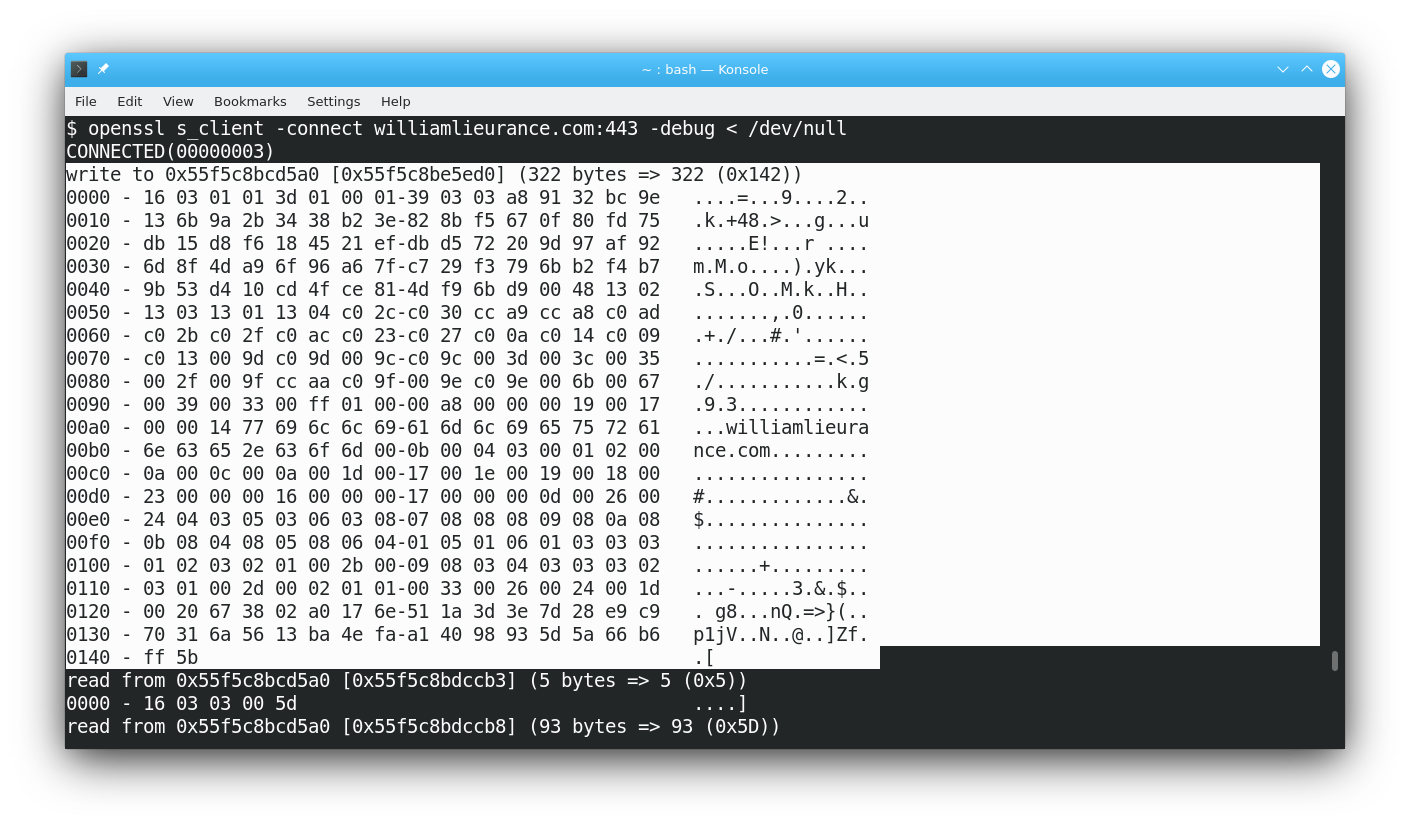 ~ : bash — Konsole
File Edit View Bookmarks Settings Help
$ openssl s_client -connect williamlieurance.com:443 -debug < /dev/null
CONNECTED(00000003)
write to 0x55f5c8bcd5a0 [0x55f5c8be5ed0] (322 bytes => 322 (0x142))
0000 - 16 03 01 01 3d 01 00 01-39 03 03 a8 91 32 bc 9e   ....=...9....2..
0010 - 13 6b 9a 2b 34 38 b2 3e-82 8b f5 67 0f 80 fd 75   .k.+48.>...g...u
0020 - db 15 d8 f6 18 45 21 ef-db d5 72 20 9d 97 af 92   .....E!...r ....
0030 - 6d 8f 4d a9 6f 96 a6 7f-c7 29 f3 79 6b b2 f4 b7   m.M.o....).yk...
0040 - 9b 53 d4 10 cd 4f ce 81-4d f9 6b d9 00 48 13 02   .S...O..M.k..H..
0050 - 13 03 13 01 13 04 c0 2c-c0 30 cc a9 cc a8 c0 ad   .......,.0......
0060 - c0 2b c0 2f c0 ac c0 23-c0 27 c0 0a c0 14 c0 09   .+./...#.'......
0070 - c0 13 00 9d c0 9d 00 9c-c0 9c 00 3d 00 3c 00 35   ...........=.<.5
0080 - 00 2f 00 9f cc aa c0 9f-00 9e c0 9e 00 6b 00 67   ./...........k.g
0090 - 00 39 00 33 00 ff 01 00-00 a8 00 00 00 19 00 17   .9.3............
00a0 - 00 00 14 77 69 6c 6c 69-61 6d 6c 69 65 75 72 61   ...williamlieura
00b0 - 6e 63 65 2e 63 6f 6d 00-0b 00 04 03 00 01 02 00   nce.com.........
00c0 - 0a 00 0c 00 0a 00 1d 00-17 00 1e 00 19 00 18 00   ................
00d0 - 23 00 00 00 16 00 00 00-17 00 00 00 0d 00 26 00   #.............&.
00e0 - 24 04 03 05 03 06 03 08-07 08 08 08 09 08 0a 08   $...............
00f0 - 0b 08 04 08 05 08 06 04-01 05 01 06 01 03 03 03   ................
0100 - 01 02 03 02 01 00 2b 00-09 08 03 04 03 03 03 02   ......+.........
0110 - 03 01 00 2d 00 02 01 01-00 33 00 26 00 24 00 1d   ...-.....3.&.$..
0120 - 00 20 67 38 02 a0 17 6e-51 1a 3d 3e 7d 28 e9 c9   . g8...nQ.=>}(..
0130 - 70 31 6a 56 13 ba 4e fa-a1 40 98 93 5d 5a 66 b6   p1jV..N..@..]Zf.
0140 - ff 5b                                             .[
read from 0x55f5c8bcd5a0 [0x55f5c8bdccb3] (5 bytes => 5 (0x5))
0000 - 16 03 03 00 5d                                    ....]
read from 0x55f5c8bcd5a0 [0x55f5c8bdccb8] (93 bytes => 93 (0x5D))